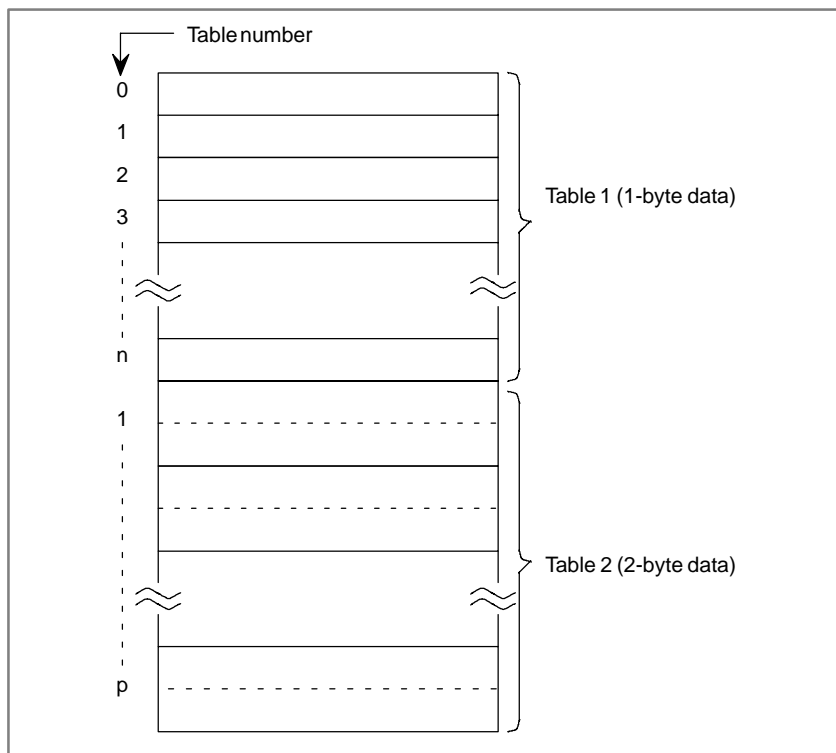 Table number
0
1
2
3
n
Table 1 (1-byte data)
1
Table 2 (2-byte data)
p